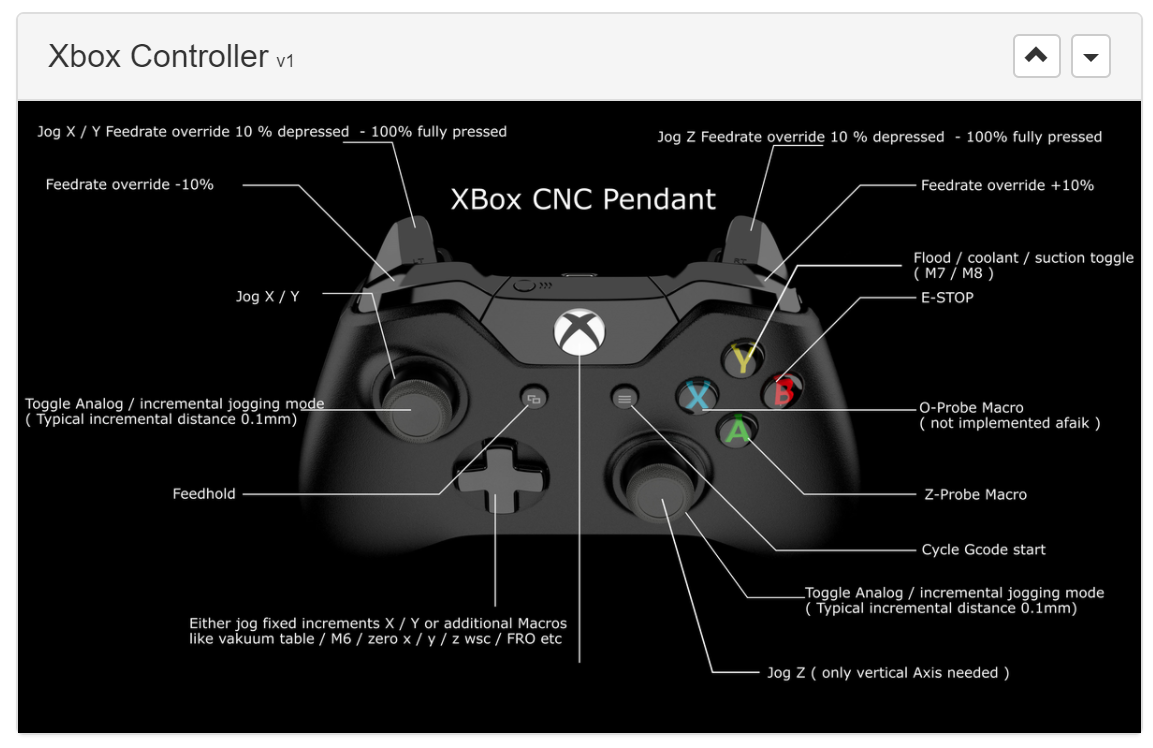 Xbox Controller v1
Jog X / Y Feedrate override 10 % depressed - 100% fully pressed
Jog Z Feedrate override 10 % depressed - 100% fully pressed
Feedrate override -10%
XBox CNC Pendant
Feedrate override +10%
Flood / coolant / suction toggle
( M7 / M8 )
Jog X / Y
E-STOP
LT
RT
Y
X
B
A
Toggle Analog / incremental jogging mode
( Typical incremental distance 0.1mm)
O-Probe Macro
( not implemented afaik )
Feedhold
Z-Probe Macro
Cycle Gcode start
Toggle Analog / incremental jogging mode
( Typical incremental distance 0.1mm)
Either jog fixed increments X / Y or additional Macros
like vakuum table / M6 / zero x / y / z wsc / FRO etc
Jog Z ( only vertical Axis needed )